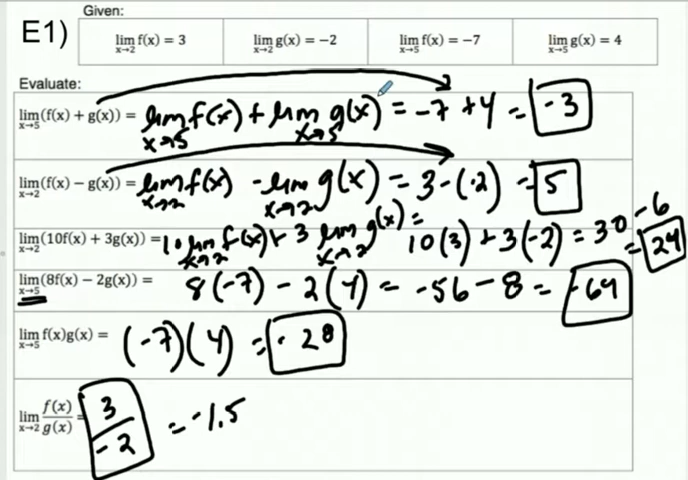 Given:
E1)
lim x→2 f(x) = 3
lim x→2 g(x) = −2
lim x→5 f(x) = −7
lim x→5 g(x) = 4
Evaluate:
lim x→5 (f(x) + g(x)) = lim x→5 f(x) + lim x→5 g(x) = -7 + 4 = -3
lim x→2 (f(x) − g(x)) = lim x→2 f(x) - lim x→2 g(x) = 3 - (-2) = 5
lim x→2 (10f(x) + 3g(x)) = 10 lim x→2 f(x) + 3 lim x→2 g(x) = 10(3) + 3(-2) = 30 - 6 = 24
lim x→5 (8f(x) − 2g(x)) = 8(-7) - 2(4) = -56 - 8 = -64
lim x→5 f(x)g(x) = (-7)(4) = -28
lim x→2 f(x)/g(x) = 3/-2 = -1.5